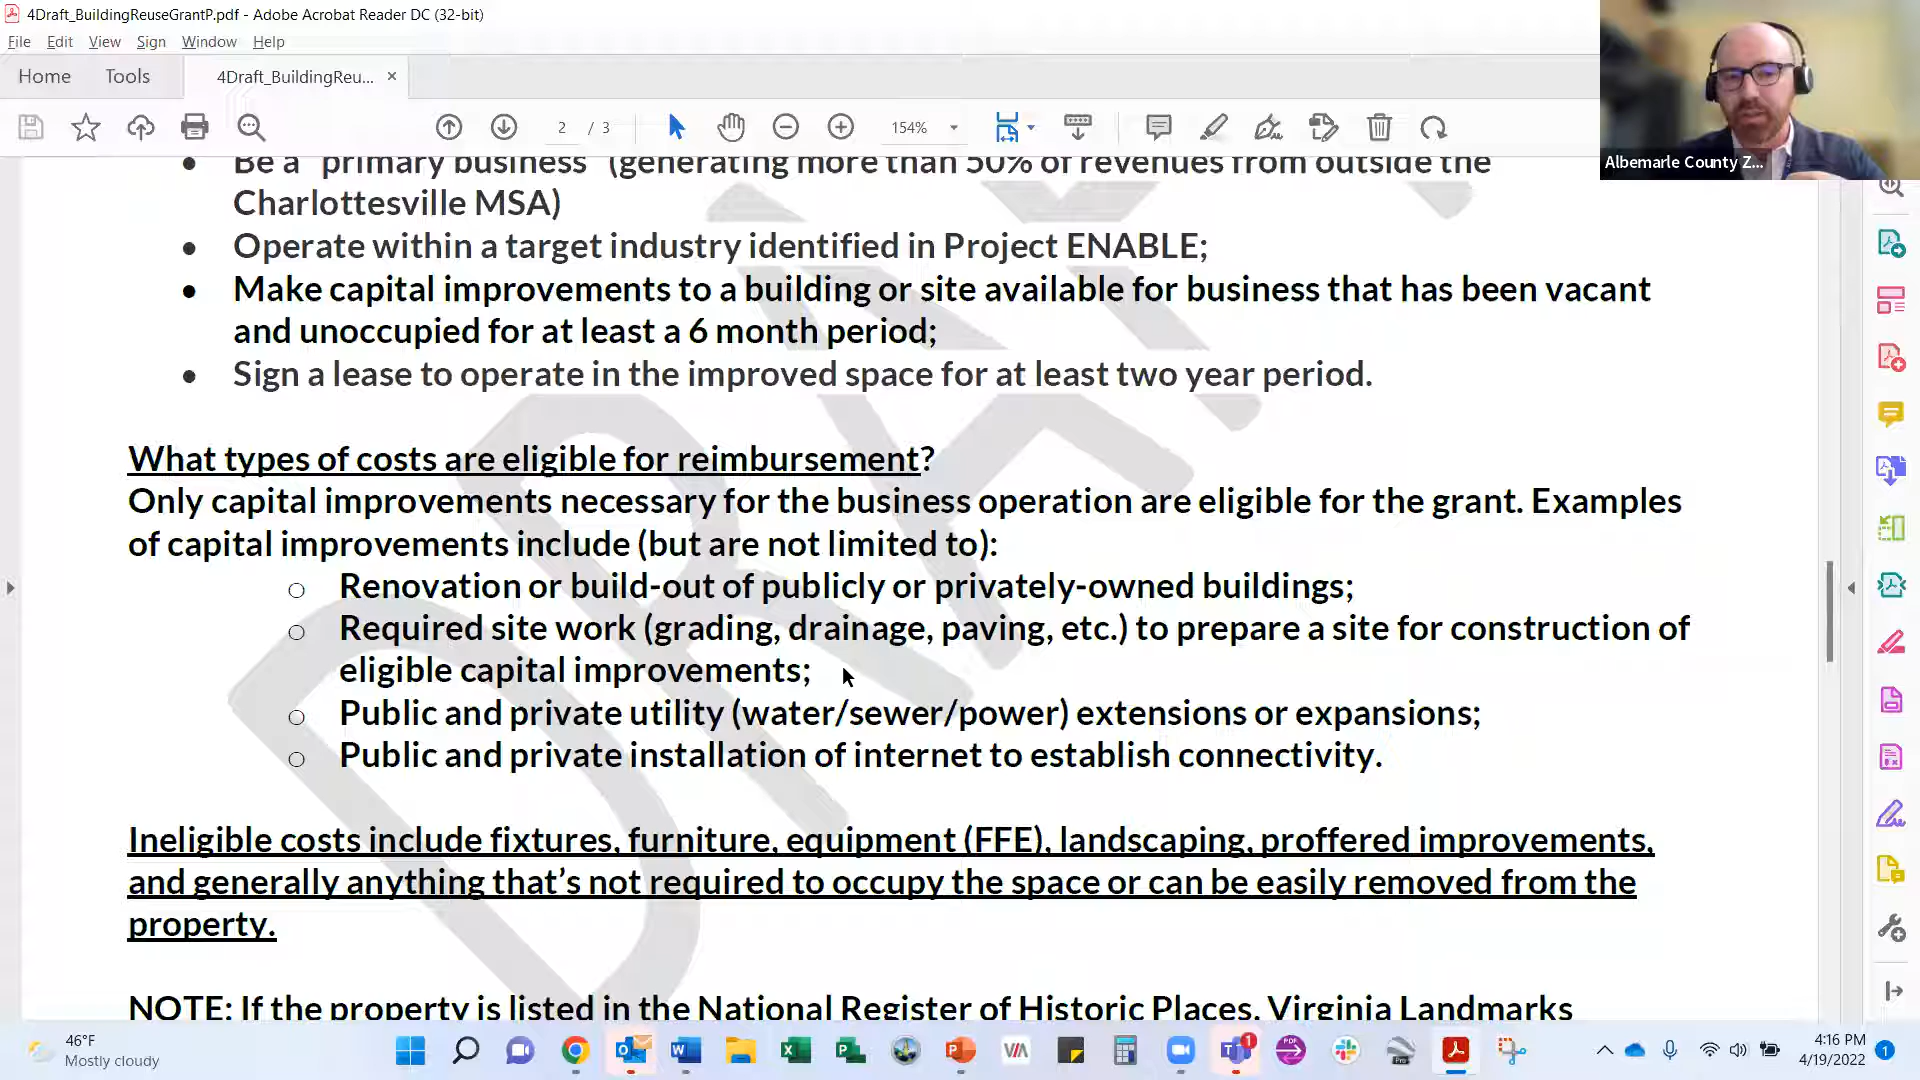 4Draft_BuildingReuseGrantP.pdf - Adobe Acrobat Reader DC (32-bit)
File Edit View Sign Window Help
Home Tools 4Draft_BuildingReu... ×
2 / 3 154%
Albemarle County Z...
• Be a "primary business" (generating more than 50% of revenues from outside the
Charlottesville MSA)
• Operate within a target industry identified in Project ENABLE;
• Make capital improvements to a building or site available for business that has been vacant
and unoccupied for at least a 6 month period;
• Sign a lease to operate in the improved space for at least two year period.
What types of costs are eligible for reimbursement?
Only capital improvements necessary for the business operation are eligible for the grant. Examples
of capital improvements include (but are not limited to):
○ Renovation or build-out of publicly or privately-owned buildings;
○ Required site work (grading, drainage, paving, etc.) to prepare a site for construction of
eligible capital improvements;
○ Public and private utility (water/sewer/power) extensions or expansions;
○ Public and private installation of internet to establish connectivity.
Ineligible costs include fixtures, furniture, equipment (FFE), landscaping, proffered improvements,
and generally anything that's not required to occupy the space or can be easily removed from the
property.
NOTE: If the property is listed in the National Register of Historic Places, Virginia Landmarks
DRAF
46°F
Mostly cloudy
VIA
1
PDF
Pro
4:16 PM
4/19/2022
1